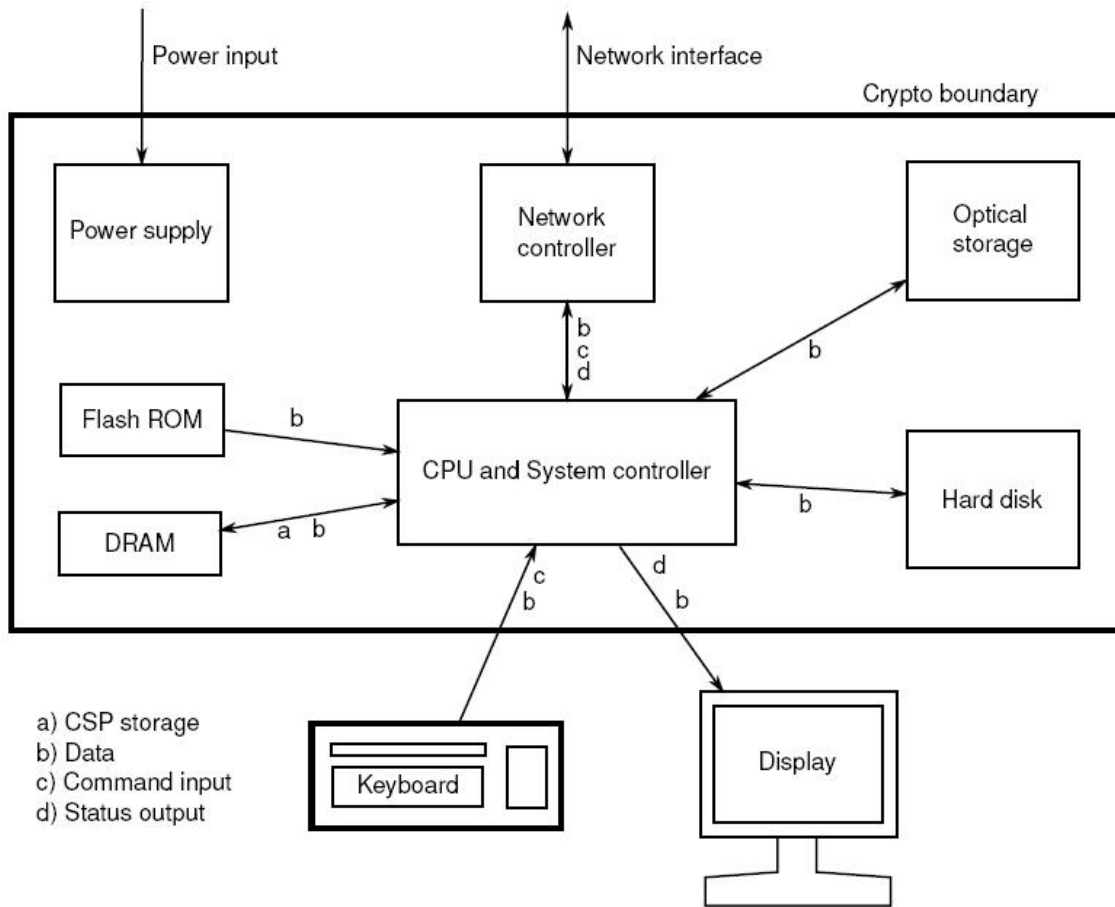 Power input
Network interface
Crypto boundary
Power supply
Network
controller
Optical
storage
b
c
d
b
Flash ROM
b
CPU and System controller
b
Hard disk
DRAM
a b
c
b
d
b
a) CSP storage
b) Data
c) Command input
d) Status output
Keyboard
Display